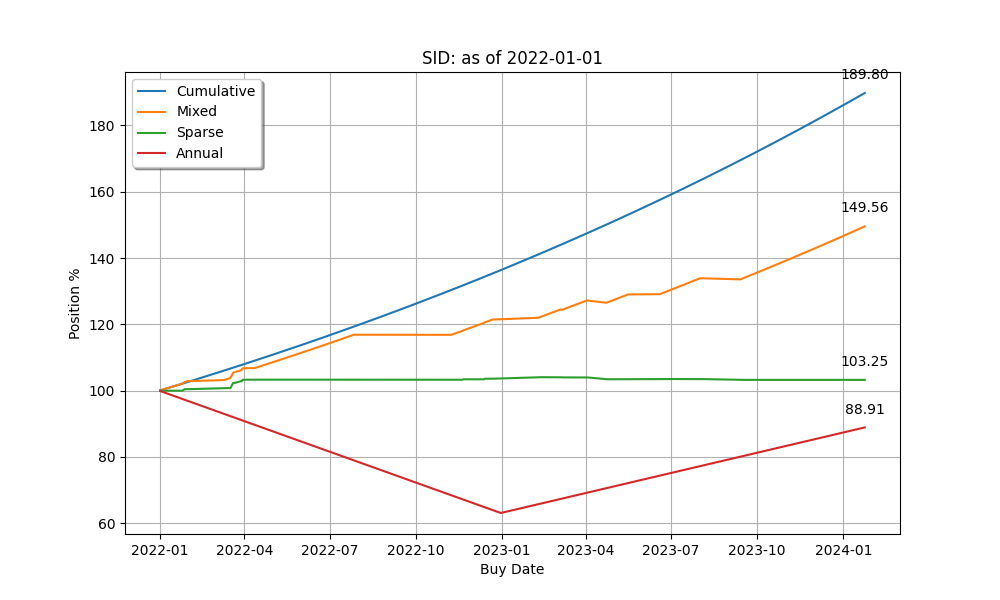 SID: as of 2022-01-01
189.80
Cumulative
Mixed
Sparse
Annual
180
160
149.56
140
Position %
120
103.25
100
88.91
80
60
2022-01
2022-04
2022-07
2022-10
2023-01
2023-04
2023-07
2023-10
2024-01
Buy Date